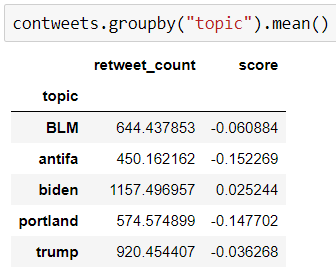 contweets.groupby("topic").mean()
retweet_count score
topic
BLM 644.437853 -0.060884
antifa 450.162162 -0.152269
biden 1157.496957 0.025244
portland 574.574899 -0.147702
trump 920.454407 -0.036268